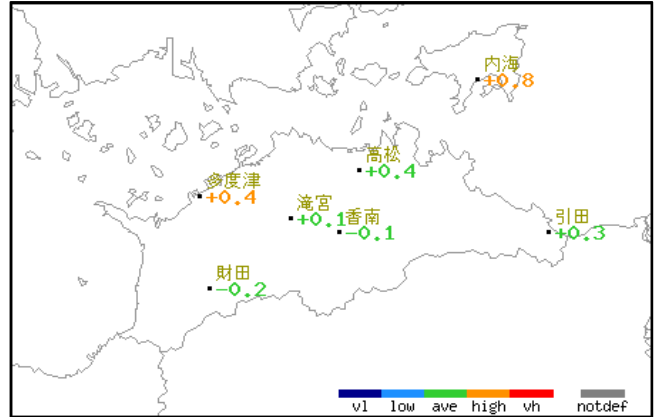 内海
+0.8
高松
+0.4
多度津
+0.4
滝宮
+0.1
香南
-0.1
引田
+0.3
財田
-0.2
vl low ave high vh notdef